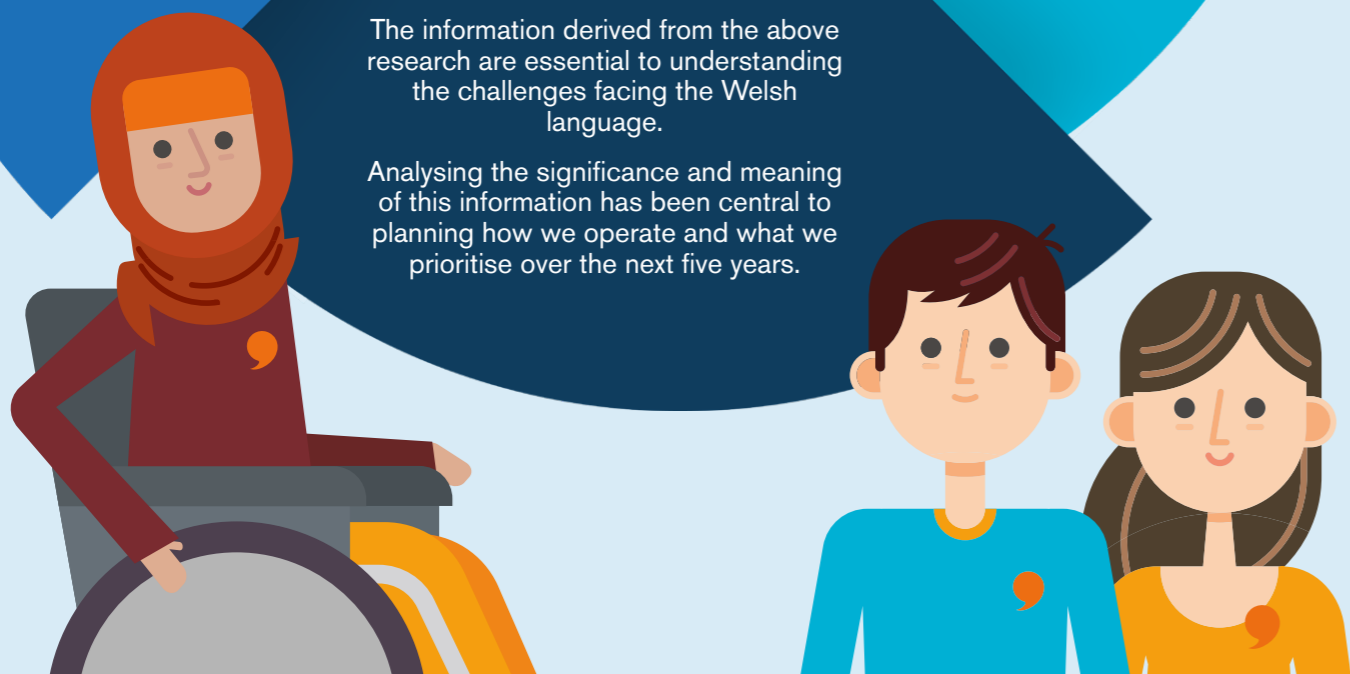 The information derived from the above
research are essential to understanding
the challenges facing the Welsh
language.
Analysing the significance and meaning
of this information has been central to
planning how we operate and what we
prioritise over the next five years.